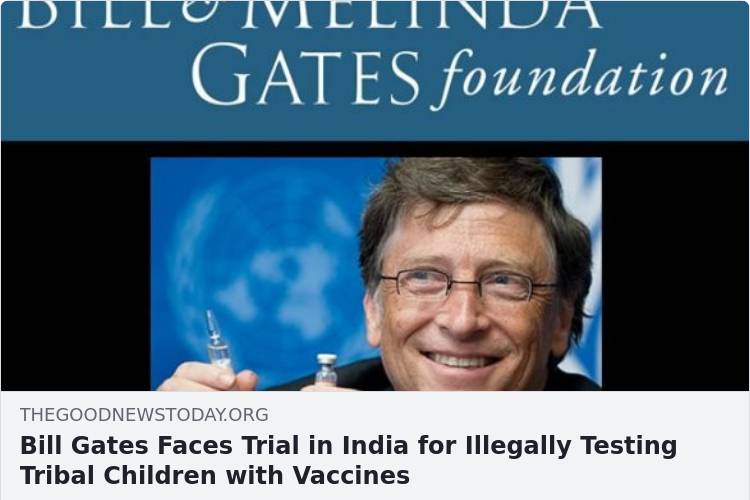 BILL & MELINDA
GATES foundation
THEGOODNEWSTODAY.ORG
Bill Gates Faces Trial in India for Illegally Testing
Tribal Children with Vaccines